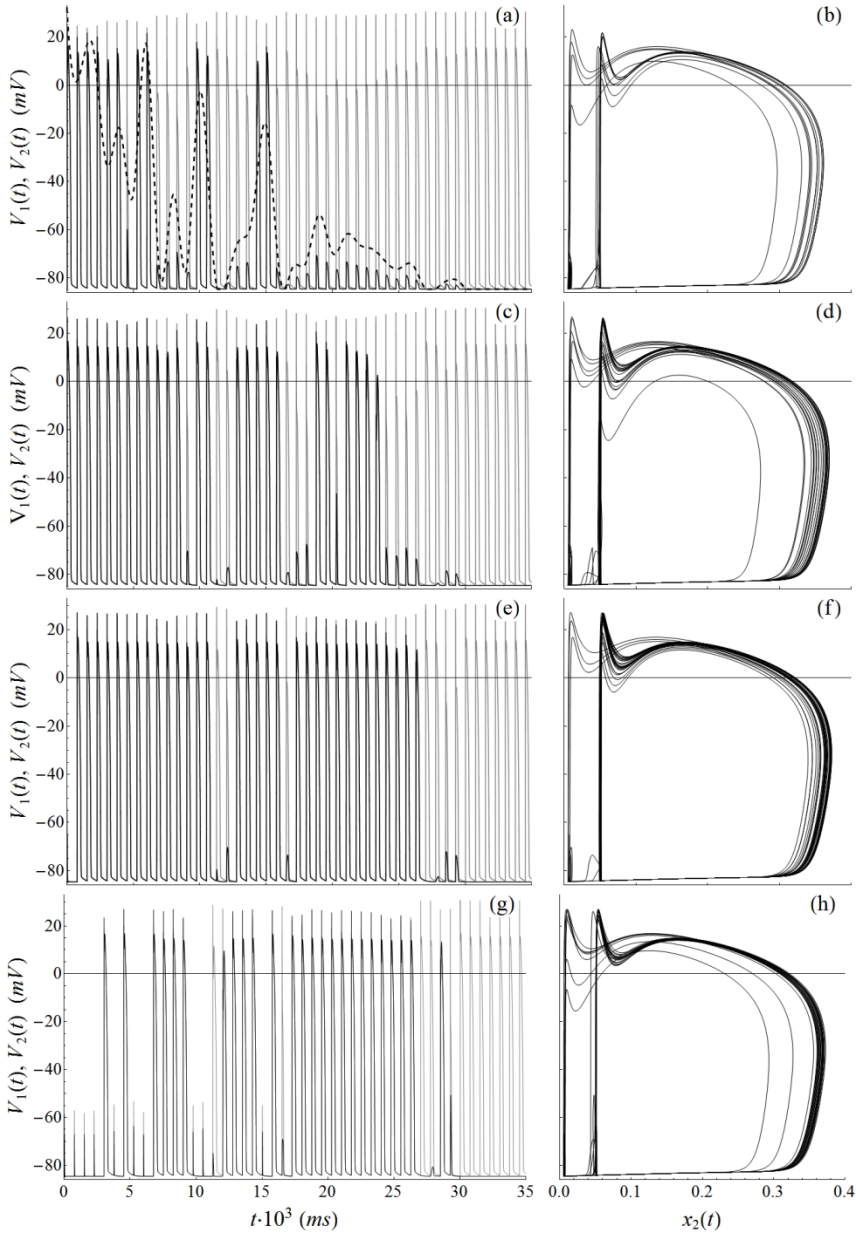 (a)
V₁(t), V₂(t) (mV)
20
0
−20
−40
−60
−80
(b)
(c)
V₁(t), V₂(t) (mV)
20
0
−20
−40
−60
−80
(d)
(e)
V₁(t), V₂(t) (mV)
20
0
−20
−40
−60
−80
(f)
(g)
V₁(t), V₂(t) (mV)
20
0
−20
−40
−60
−80
(h)
0 5 10 15 20 25 30 35
t·10³ (ms)
0.0 0.1 0.2 0.3 0.4
x₂(t)